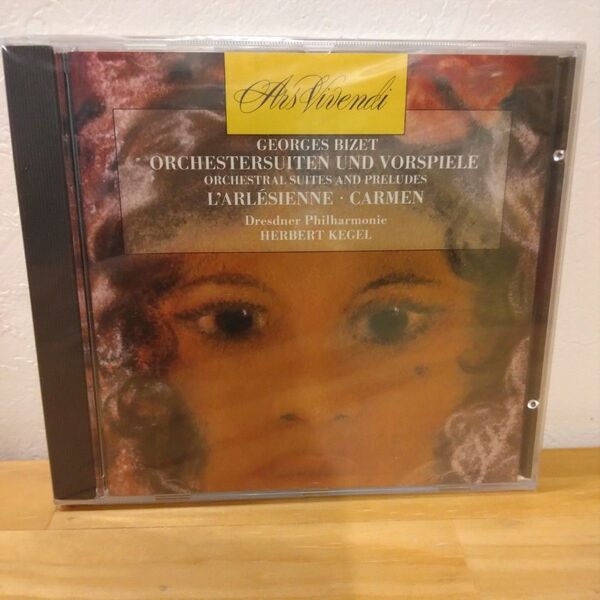 Ars Vivendi
GEORGES BIZET
ORCHESTERSUITEN UND VORSPIELE
ORCHESTRAL SUITES AND PRELUDES
L'ARLÉSIENNE · CARMEN
Dresdner Philharmonie
HERBERT KEGEL